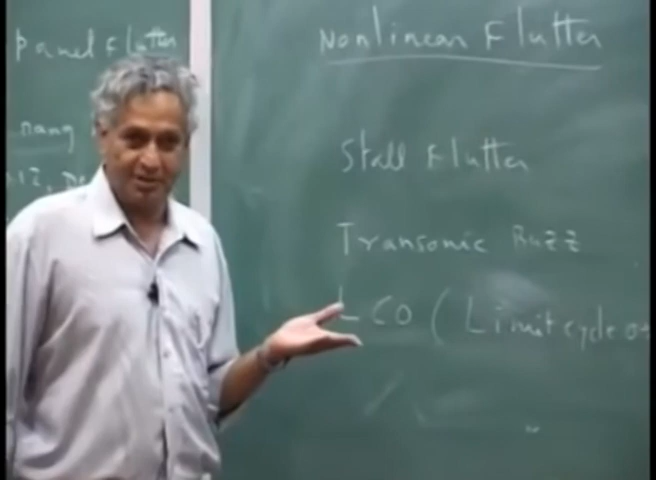 Panel Flutter
Nonlinear Flutter
Stall Flutter
Transonic Buzz
LCO (Limit cycle